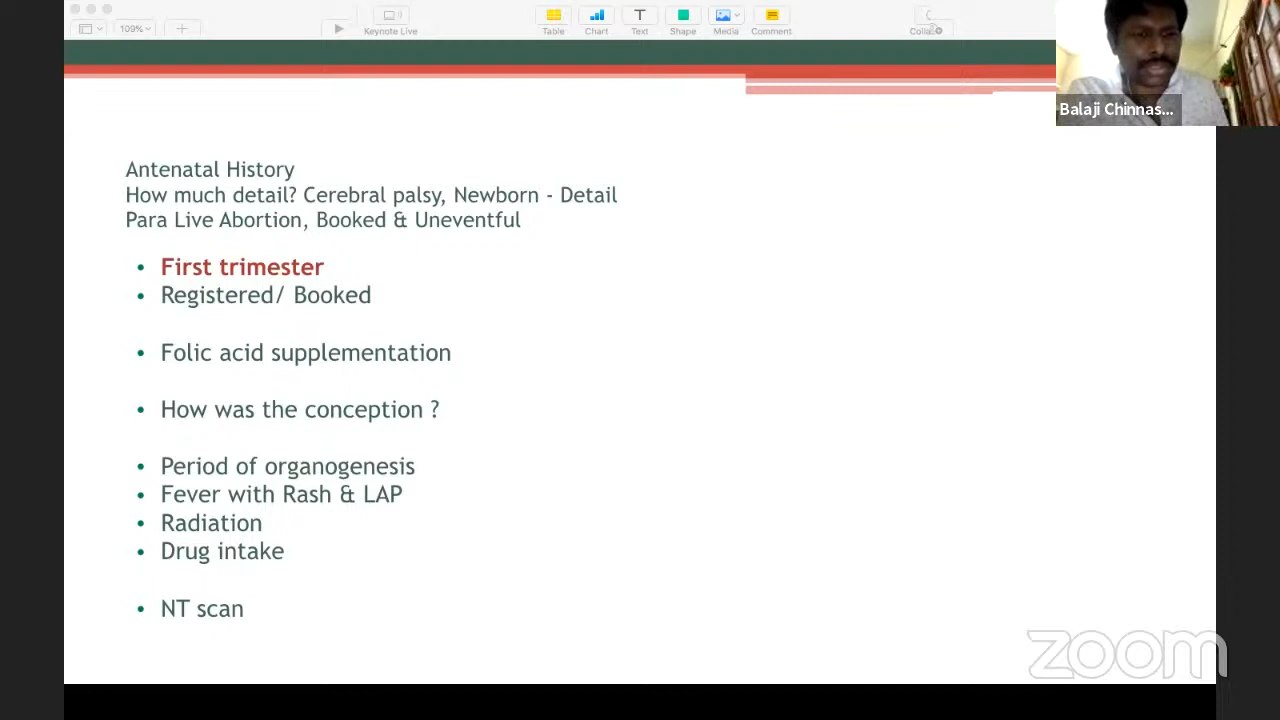 109%
Keynote Live
Table
Chart
Text
Shape
Media
Comment
Balaji Chinnas...
Antenatal History
How much detail? Cerebral palsy, Newborn - Detail
Para Live Abortion, Booked & Uneventful
• First trimester
• Registered/ Booked
• Folic acid supplementation
• How was the conception ?
• Period of organogenesis
• Fever with Rash & LAP
• Radiation
• Drug intake
• NT scan
zoom